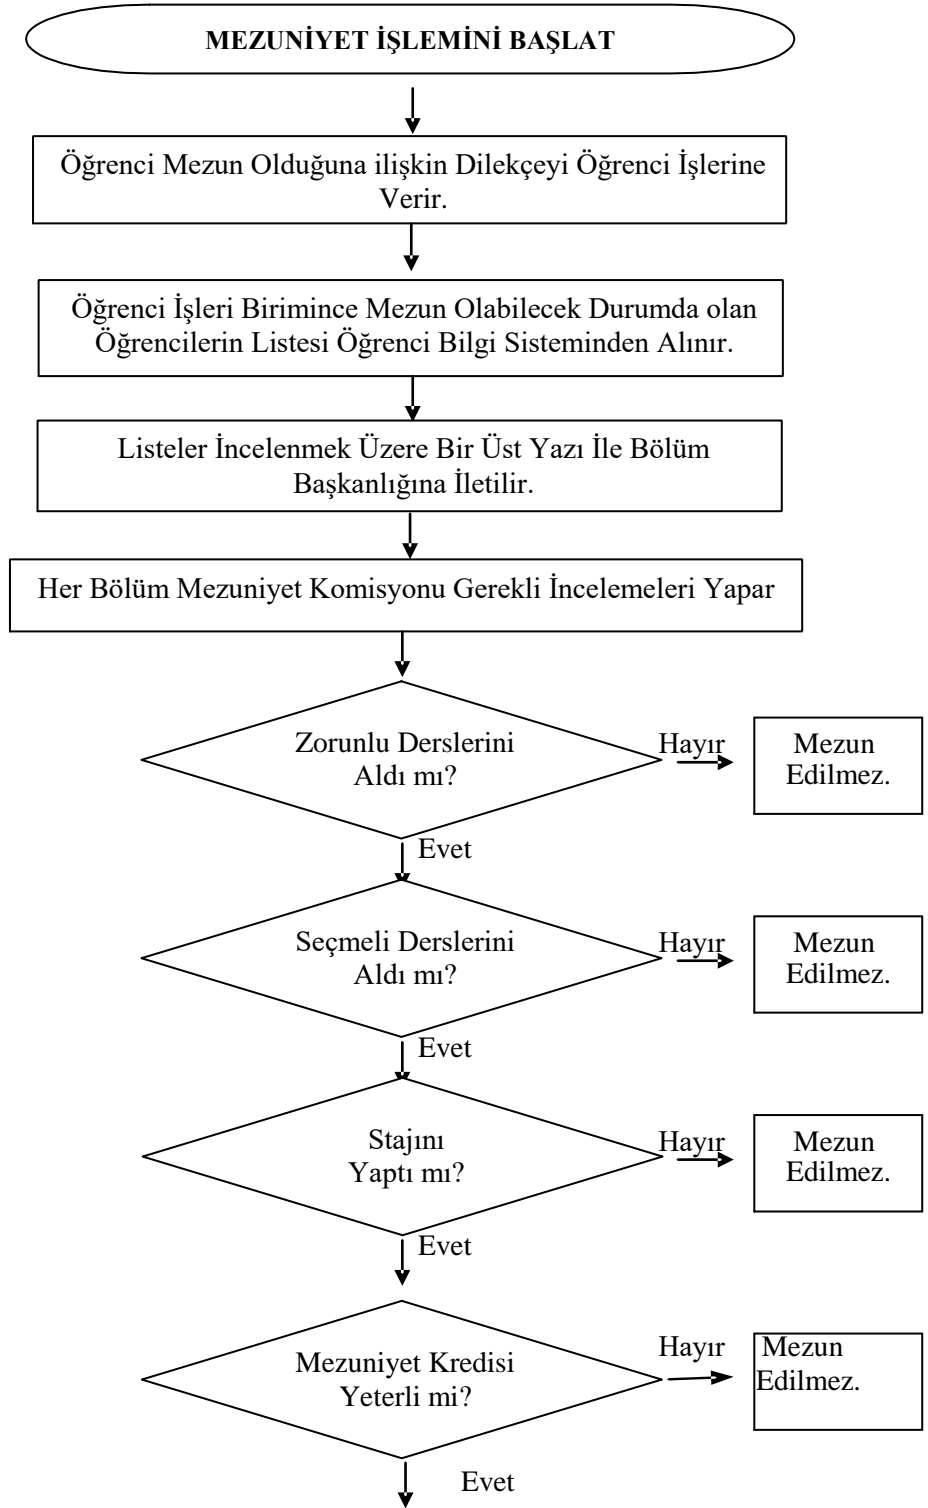 MEZUNİYET İŞLEMİNİ BAŞLAT
Öğrenci Mezun Olduğuna ilişkin Dilekçeyi Öğrenci İşlerine
Verir.
Öğrenci İşleri Birimince Mezun Olabilecek Durumda olan
Öğrencilerin Listesi Öğrenci Bilgi Sisteminden Alınır.
Listeler İncelenmek Üzere Bir Üst Yazı İle Bölüm
Başkanlığına İletilir.
Her Bölüm Mezuniyet Komisyonu Gerekli İncelemeleri Yapar
Zorunlu Derslerini
Aldı mı?
Hayır
Mezun
Edilmez.
Evet
Seçmeli Derslerini
Aldı mı?
Hayır
Mezun
Edilmez.
Evet
Stajını
Yaptı mı?
Hayır
Mezun
Edilmez.
Evet
Mezuniyet Kredisi
Yeterli mi?
Hayır
Mezun
Edilmez.
Evet